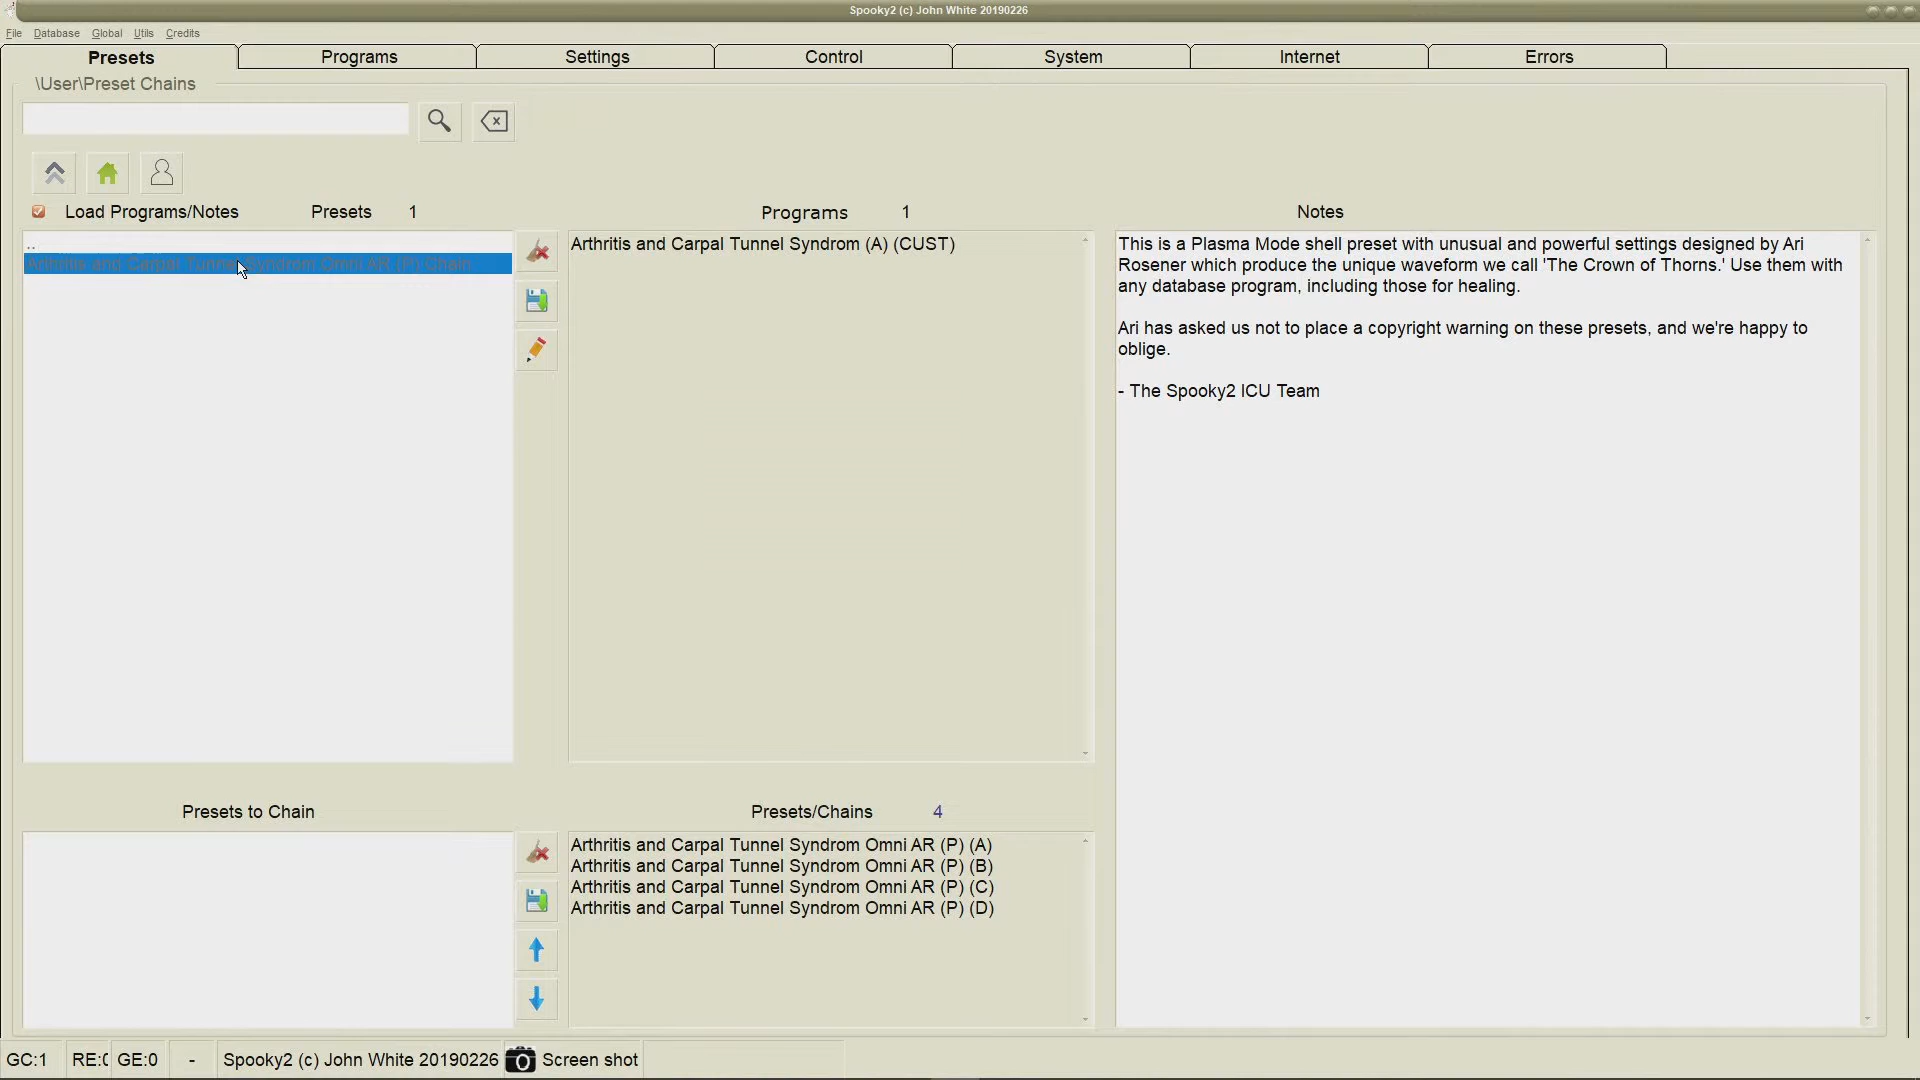 Spooky2 (c) John White 20190226
File Database Global Utils Credits
Presets Programs Settings Control System Internet Errors
\User\Preset Chains
Load Programs/Notes Presets 1 Programs 1 Notes
..
Arthritis and Carpal Tunnel Syndrom Omni AR (P) Chain
Arthritis and Carpal Tunnel Syndrom (A) (CUST)
This is a Plasma Mode shell preset with unusual and powerful settings designed by Ari
Rosener which produce the unique waveform we call 'The Crown of Thorns.' Use them with
any database program, including those for healing.
Ari has asked us not to place a copyright warning on these presets, and we're happy to
oblige.
- The Spooky2 ICU Team
Presets to Chain Presets/Chains 4
Arthritis and Carpal Tunnel Syndrom Omni AR (P) (A)
Arthritis and Carpal Tunnel Syndrom Omni AR (P) (B)
Arthritis and Carpal Tunnel Syndrom Omni AR (P) (C)
Arthritis and Carpal Tunnel Syndrom Omni AR (P) (D)
GC:1 RE:0 GE:0 - Spooky2 (c) John White 20190226 Screen shot